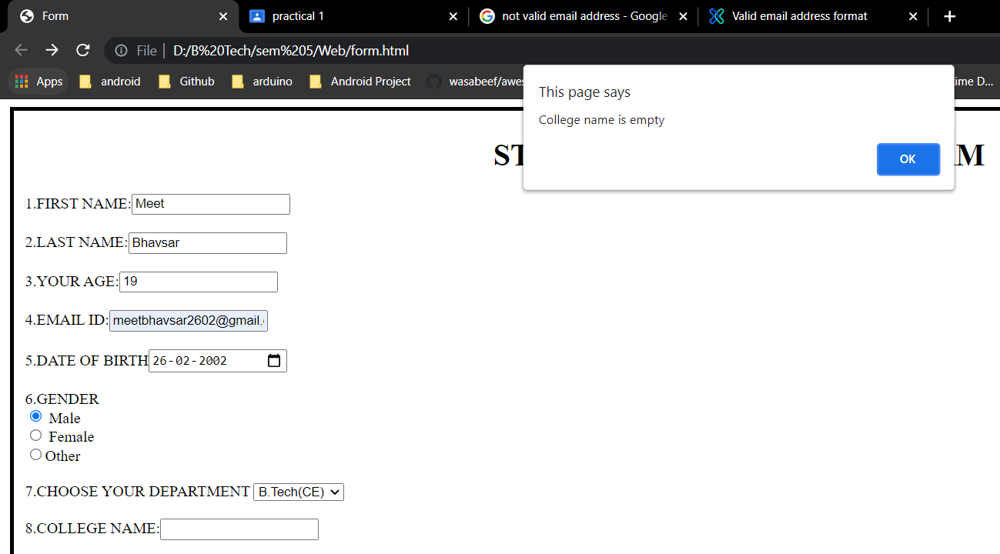 Form
practical 1
not valid email address - Google
Valid email address format
File | D:/B%20Tech/sem%205/Web/form.html
Apps
android
Github
arduino
Android Project
wasabeef/awes
ime D...
This page says
College name is empty
OK
ST
M
1.FIRST NAME: Meet
2.LAST NAME: Bhavsar
3.YOUR AGE: 19
4.EMAIL ID: meetbhavsar2602@gmail.
5.DATE OF BIRTH 26-02-2002
6.GENDER
Male
Female
Other
7.CHOOSE YOUR DEPARTMENT B.Tech(CE)
8.COLLEGE NAME: